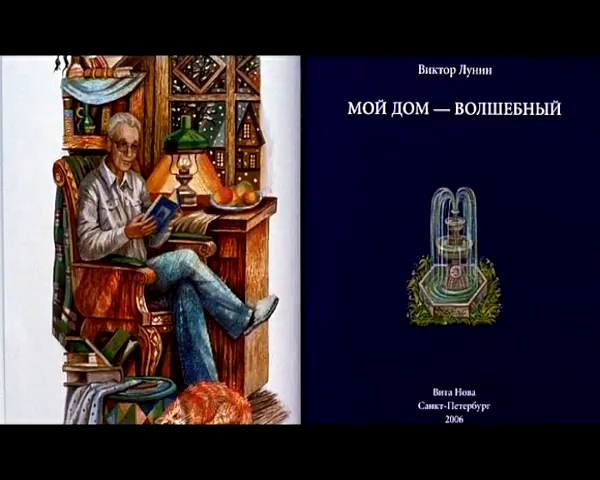 Виктор Лунин
МОЙ ДОМ — ВОЛШЕБНЫЙ
Вита Нова
Санкт-Петербург
2006